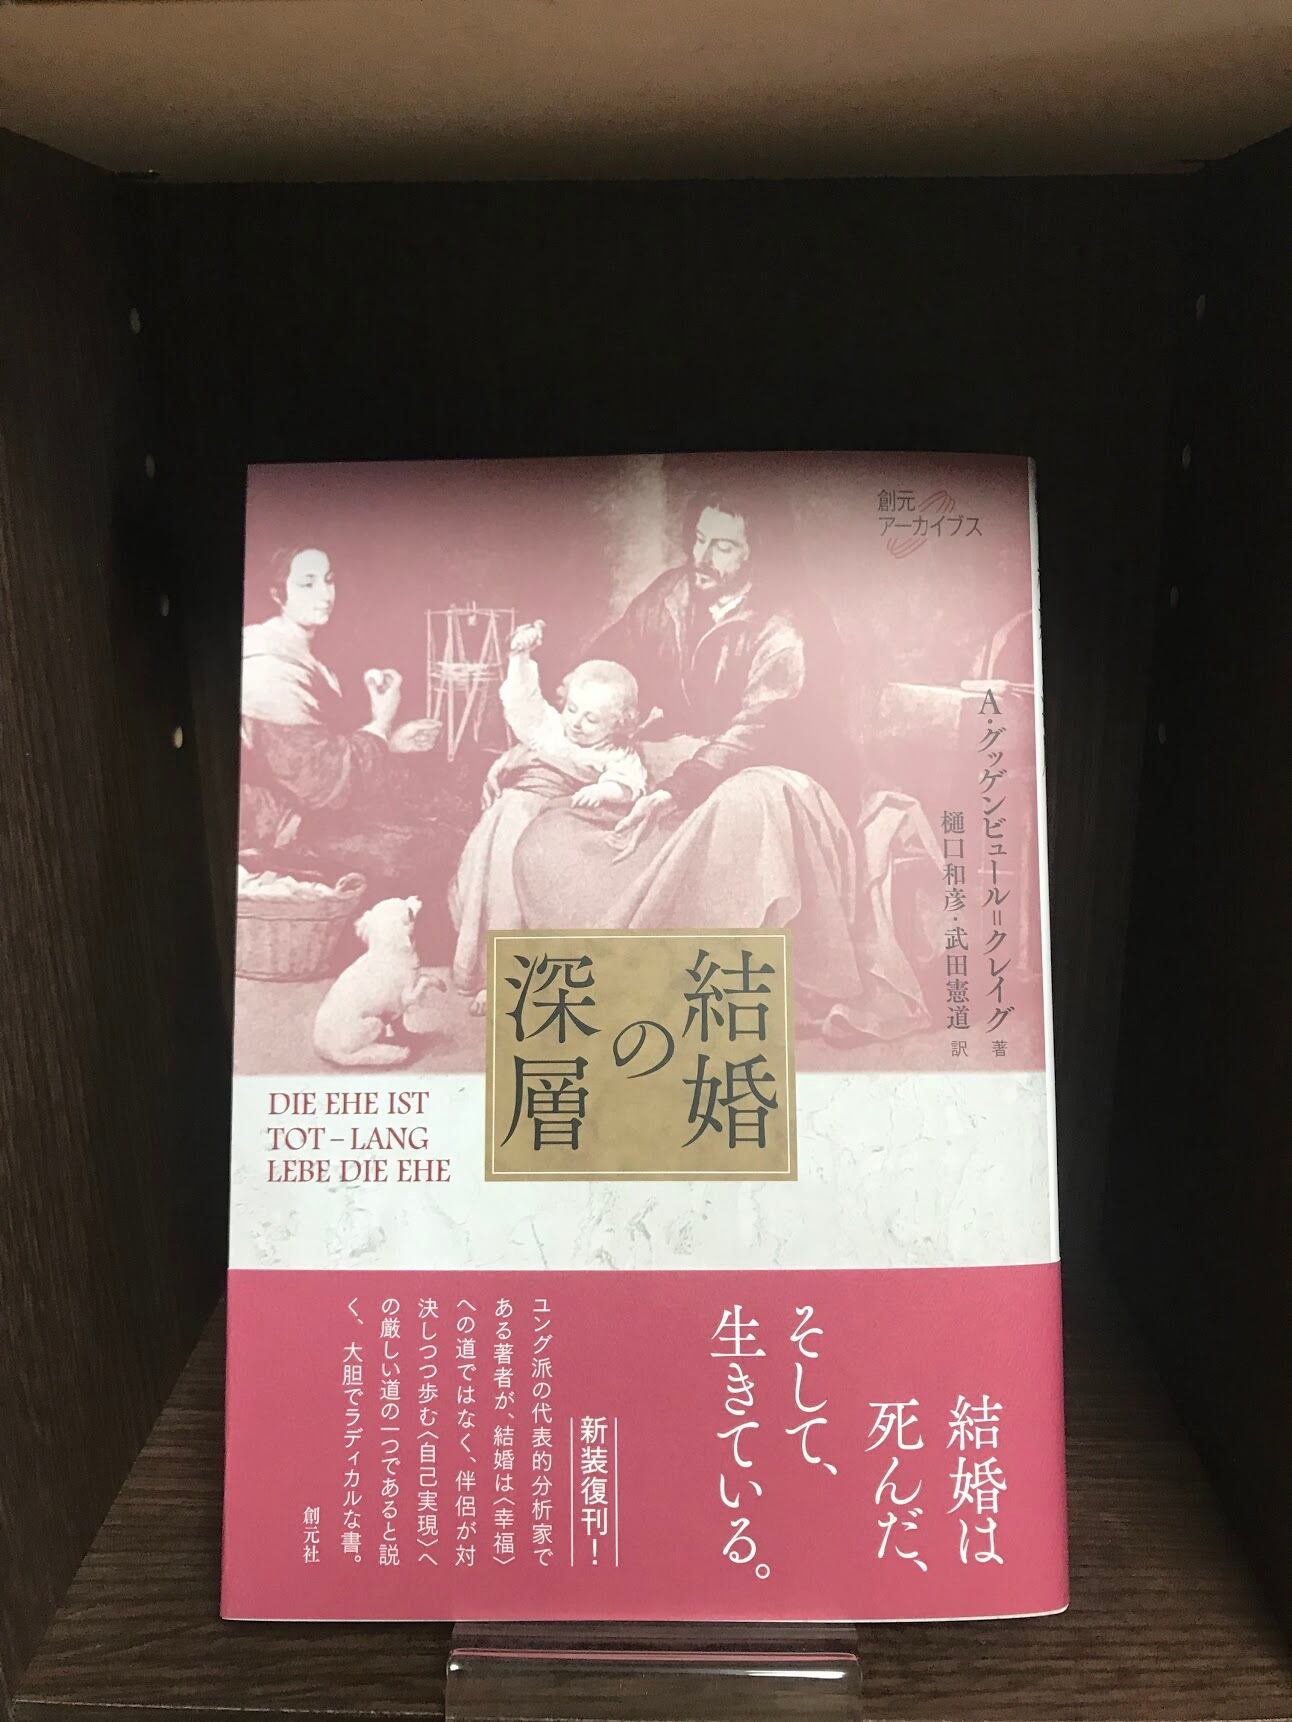 創元
アーカイブス
A・グッゲンビュール＝クレイグ 著
樋口和彦・武田憲道 訳
結婚
の
深層
DIE EHE IST
TOT – LANG
LEBE DIE EHE
結婚は
死んだ、
そして、
生きている。
新装復刊！
ユング派の代表的分析家で
ある著者が、結婚は〈幸福〉
への道ではなく、伴侶が対
決しつつ歩む〈自己実現〉へ
の厳しい道の一つであると説
く、大胆でラディカルな書。
創元社